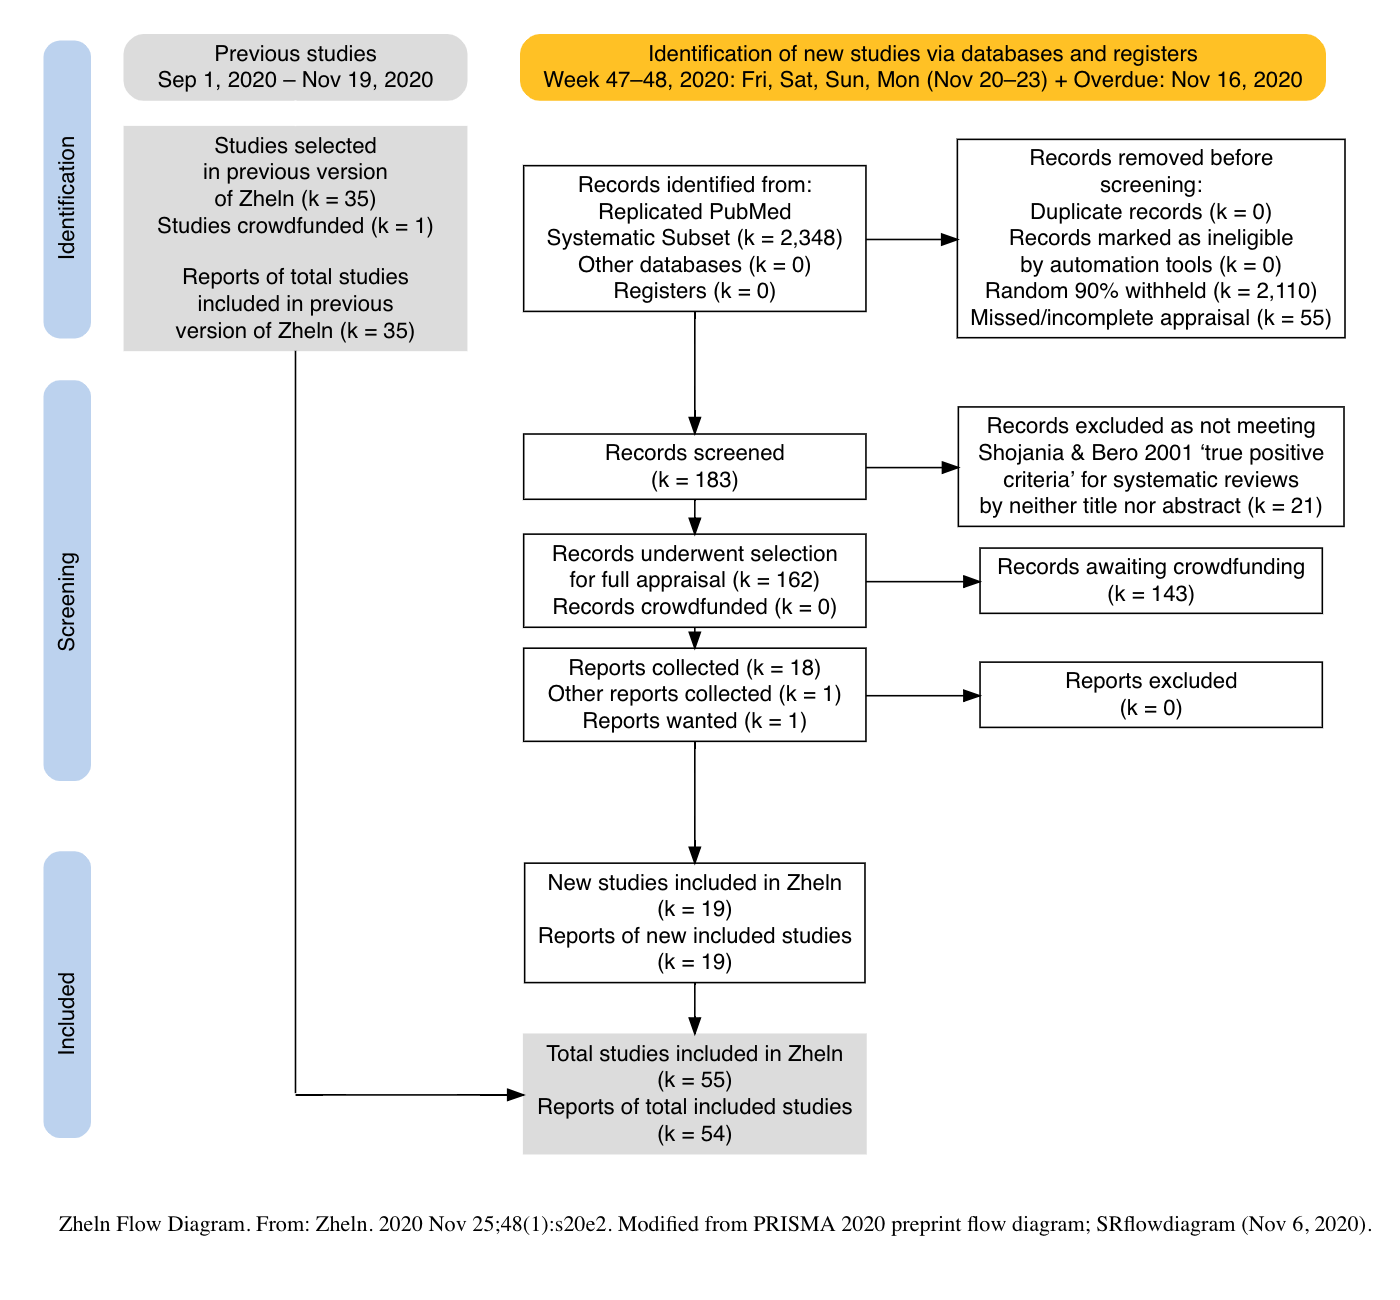 Previous studies
Sep 1, 2020 – Nov 19, 2020
Identification of new studies via databases and registers
Week 47–48, 2020: Fri, Sat, Sun, Mon (Nov 20–23) + Overdue: Nov 16, 2020
Identification
Studies selected
in previous version
of Zheln (k = 35)
Studies crowdfunded (k = 1)
Reports of total studies
included in previous
version of Zheln (k = 35)
Records identified from:
Replicated PubMed
Systematic Subset (k = 2,348)
Other databases (k = 0)
Registers (k = 0)
Records removed before
screening:
Duplicate records (k = 0)
Records marked as ineligible
by automation tools (k = 0)
Random 90% withheld (k = 2,110)
Missed/incomplete appraisal (k = 55)
Screening
Records screened
(k = 183)
Records excluded as not meeting
Shojania & Bero 2001 ‘true positive
criteria’ for systematic reviews
by neither title nor abstract (k = 21)
Records underwent selection
for full appraisal (k = 162)
Records crowdfunded (k = 0)
Records awaiting crowdfunding
(k = 143)
Reports collected (k = 18)
Other reports collected (k = 1)
Reports wanted (k = 1)
Reports excluded
(k = 0)
Included
New studies included in Zheln
(k = 19)
Reports of new included studies
(k = 19)
Total studies included in Zheln
(k = 55)
Reports of total included studies
(k = 54)
Zheln Flow Diagram. From: Zheln. 2020 Nov 25;48(1):s20e2. Modified from PRISMA 2020 preprint flow diagram; SRflowdiagram (Nov 6, 2020).